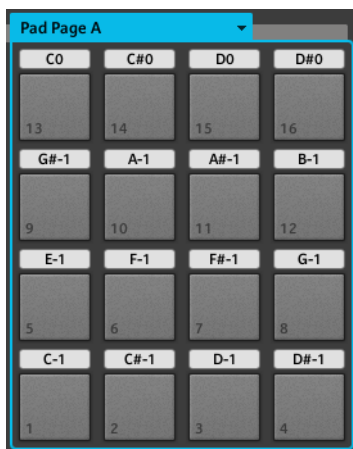 Pad Page A
C0 C#0 D0 D#0
13 14 15 16
G#-1 A-1 A#-1 B-1
9 10 11 12
E-1 F-1 F#-1 G-1
5 6 7 8
C-1 C#-1 D-1 D#-1
1 2 3 4